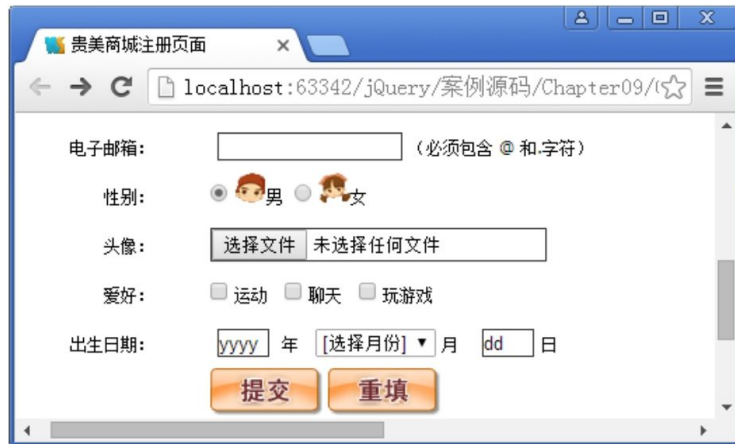 贵美商城注册页面
localhost:63342/jQuery/案例源码/Chapter09/
电子邮箱： （必须包含 @ 和.字符）
性别： 男 女
头像： 选择文件 未选择任何文件
爱好： 运动 聊天 玩游戏
出生日期： yyyy 年 [选择月份] 月 dd 日
提交 重填